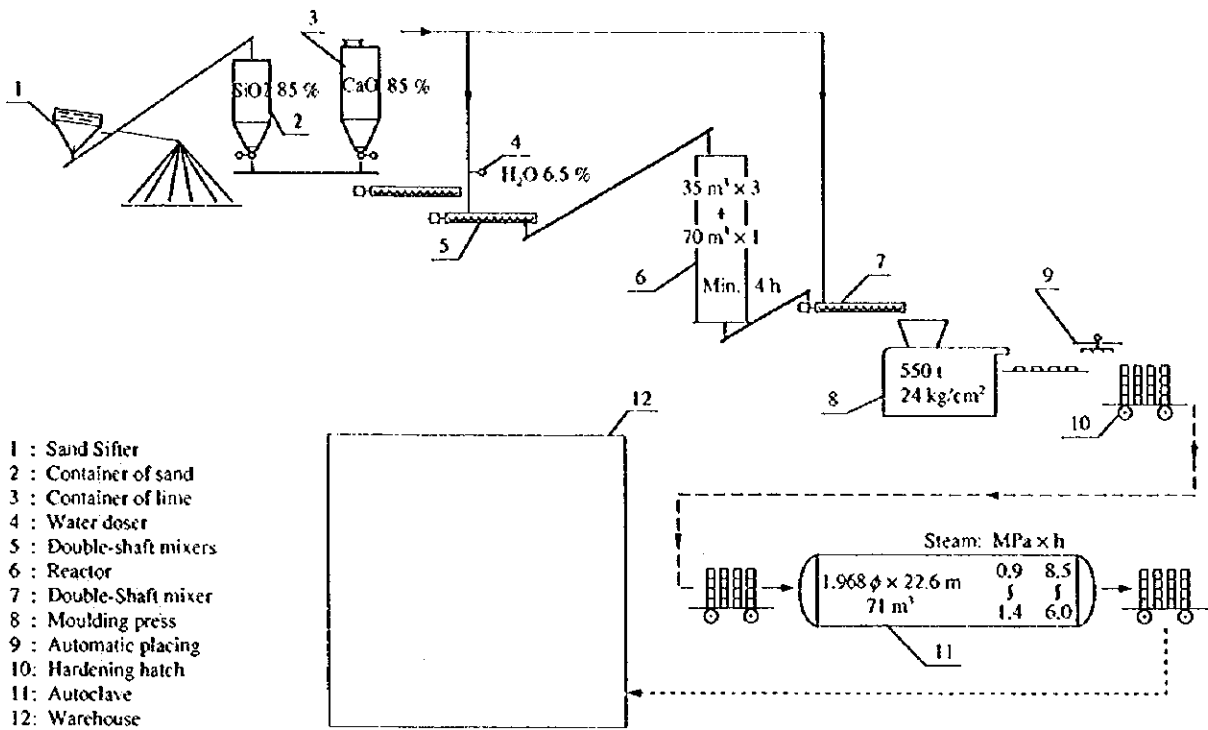 3
1
SiO2 85 %
CaO 85 %
2
4
H₂O 6.5 %
5
35 m³ × 3
+
70 m³ × 1
6
Min. 4 h
7
9
550 t
24 kg/cm²
8
10
12
1 : Sand Sifter
2 : Container of sand
3 : Container of lime
4 : Water doser
5 : Double-shaft mixers
6 : Reactor
7 : Double-Shaft mixer
8 : Moulding press
9 : Automatic placing
10: Hardening hatch
11: Autoclave
12: Warehouse
Steam: MPa × h
1.968 ϕ × 22.6 m
71 m³
0.9 8.5
∫ ∫
1.4 6.0
11